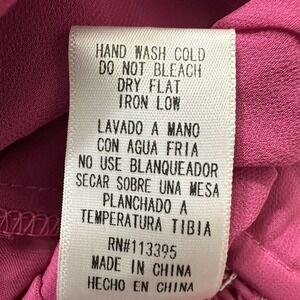 HAND WASH COLD
DO NOT BLEACH
DRY FLAT
IRON LOW
LAVADO A MANO
CON AGUA FRIA
NO USE BLANQUEADOR
SECAR SOBRE UNA MESA
PLANCHADO A
TEMPERATURA TIBIA
RN#113395
MADE IN CHINA
HECHO EN CHINA